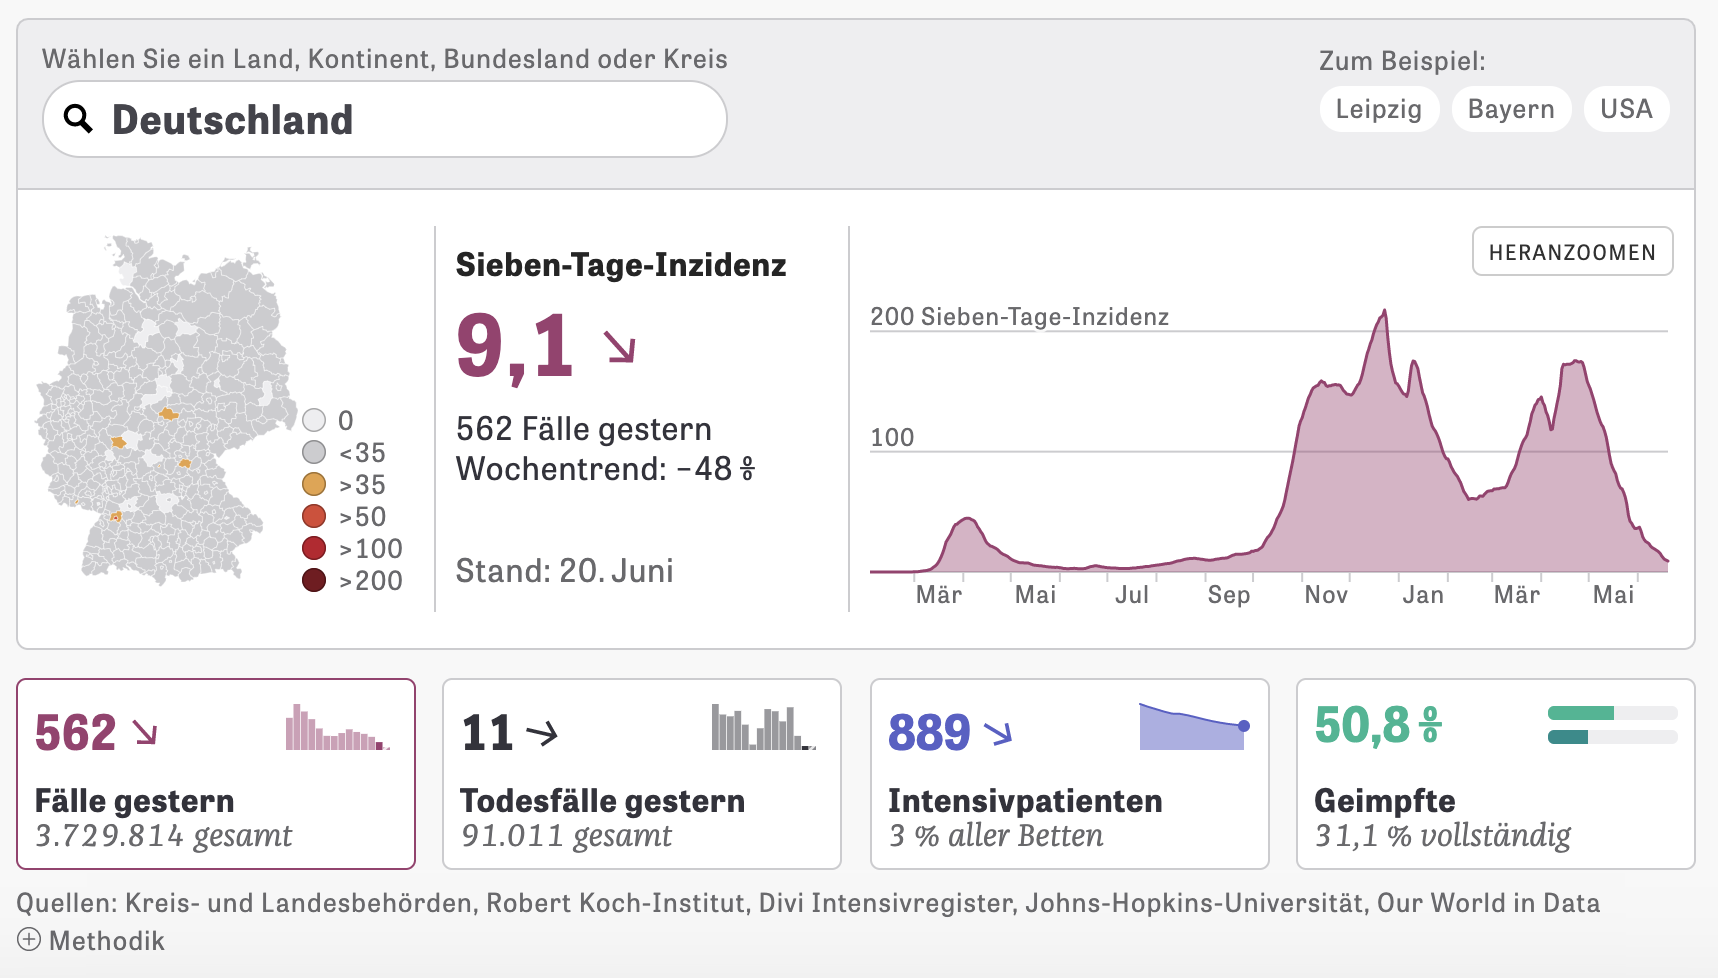 Wählen Sie ein Land, Kontinent, Bundesland oder Kreis
Deutschland
Zum Beispiel:
Leipzig
Bayern
USA
0
<35
>35
>50
>100
>200
Sieben-Tage-Inzidenz
9,1
562 Fälle gestern
Wochentrend: −48 %
Stand: 20. Juni
HERANZOOMEN
200 Sieben-Tage-Inzidenz
100
Mär Mai Jul Sep Nov Jan Mär Mai
562
Fälle gestern
3.729.814 gesamt
11
Todesfälle gestern
91.011 gesamt
889
Intensivpatienten
3 % aller Betten
50,8 %
Geimpfte
31,1 % vollständig
Quellen: Kreis- und Landesbehörden, Robert Koch-Institut, Divi Intensivregister, Johns-Hopkins-Universität, Our World in Data
Methodik